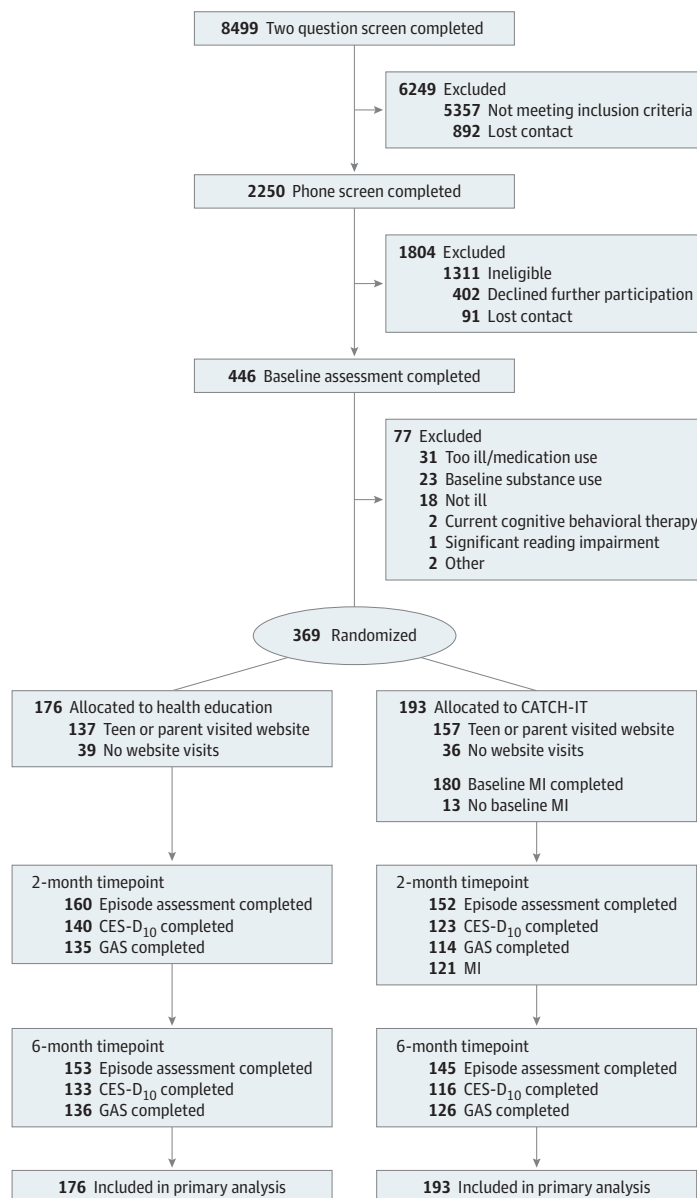 8499 Two question screen completed
6249 Excluded
5357 Not meeting inclusion criteria
892 Lost contact
2250 Phone screen completed
1804 Excluded
1311 Ineligible
402 Declined further participation
91 Lost contact
446 Baseline assessment completed
77 Excluded
31 Too ill/medication use
23 Baseline substance use
18 Not ill
2 Current cognitive behavioral therapy
1 Significant reading impairment
2 Other
369 Randomized
176 Allocated to health education
137 Teen or parent visited website
39 No website visits
193 Allocated to CATCH-IT
157 Teen or parent visited website
36 No website visits
180 Baseline MI completed
13 No baseline MI
2-month timepoint
160 Episode assessment completed
140 CES-D10 completed
135 GAS completed
2-month timepoint
152 Episode assessment completed
123 CES-D10 completed
114 GAS completed
121 MI
6-month timepoint
153 Episode assessment completed
133 CES-D10 completed
136 GAS completed
6-month timepoint
145 Episode assessment completed
116 CES-D10 completed
126 GAS completed
176 Included in primary analysis
193 Included in primary analysis